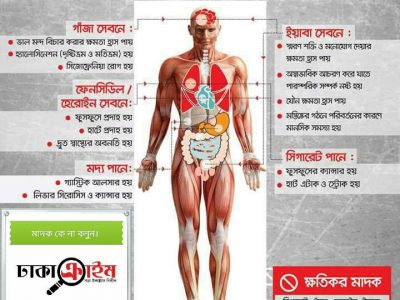 গাঁজা সেবনে :
• ভাল মন্দ বিচার করার ক্ষমতা হ্রাস পায়
• হ্যালোসিনেশন (দৃষ্টিভ্রম ও মতিভ্রম) হয়
• সিজোফ্রেনিয়া রোগ হয়
ফেনসিডিল /
হেরোইন সেবনে:
• ফুসফুসে প্রদাহ হয়
• হার্টে প্রদাহ হয়
• দ্রুত স্বাস্থ্যের অবনতি হয়
মদ্য পানে:
• গ্যাস্ট্রিক আলসার হয়
• লিভার সিরোসিস ও ক্যান্সার হয়
মাদক কে না বলুন।
ঢাকা ক্রাইম
ইয়াবা সেবনে :
• স্মরণ শক্তি ও মনোযোগ দেয়ার
ক্ষমতা হ্রাস পায়
• অস্বাভাবিক আচরণ করে যাতে
পারস্পরিক সম্পর্ক নষ্ট হয়
• যৌন ক্ষমতা হ্রাস পায়
• মস্তিষ্কের গঠন পরিবর্তনের কারণে
মানসিক সমস্যা হয়
সিগারেট পানে :
• ফুসফুসের ক্যান্সার হয়
• হার্ট এটাক ও স্ট্রোক হয়
ক্ষতিকর মাদক